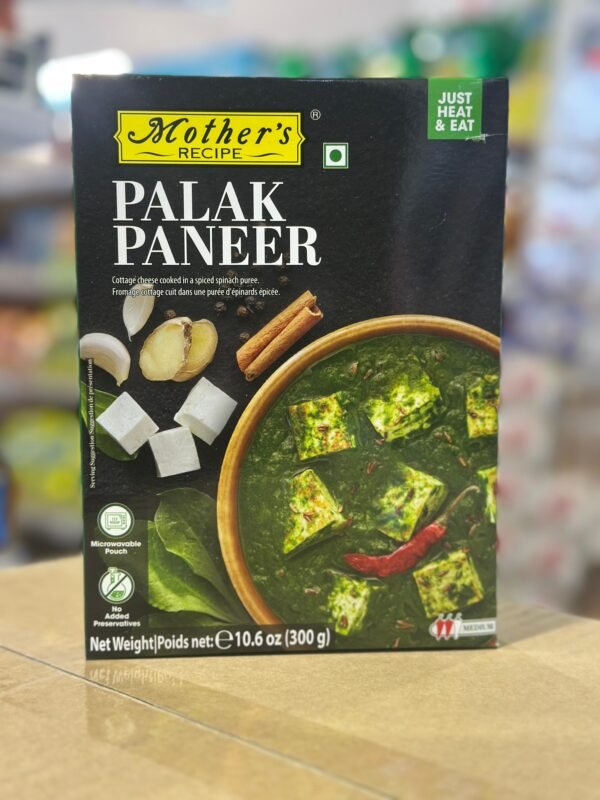 JUST
HEAT
& EAT
Mother's
RECIPE
®
PALAK
PANEER
Cottage cheese cooked in a spiced spinach puree.
Fromage cottage cuit dans une purée d'épinards épicée.
Serving Suggestion/Suggestion de présentation
Microwavable
Pouch
No
Added
Preservatives
MEDIUM
Net Weight|Poids net: ℮10.6 oz (300 g)